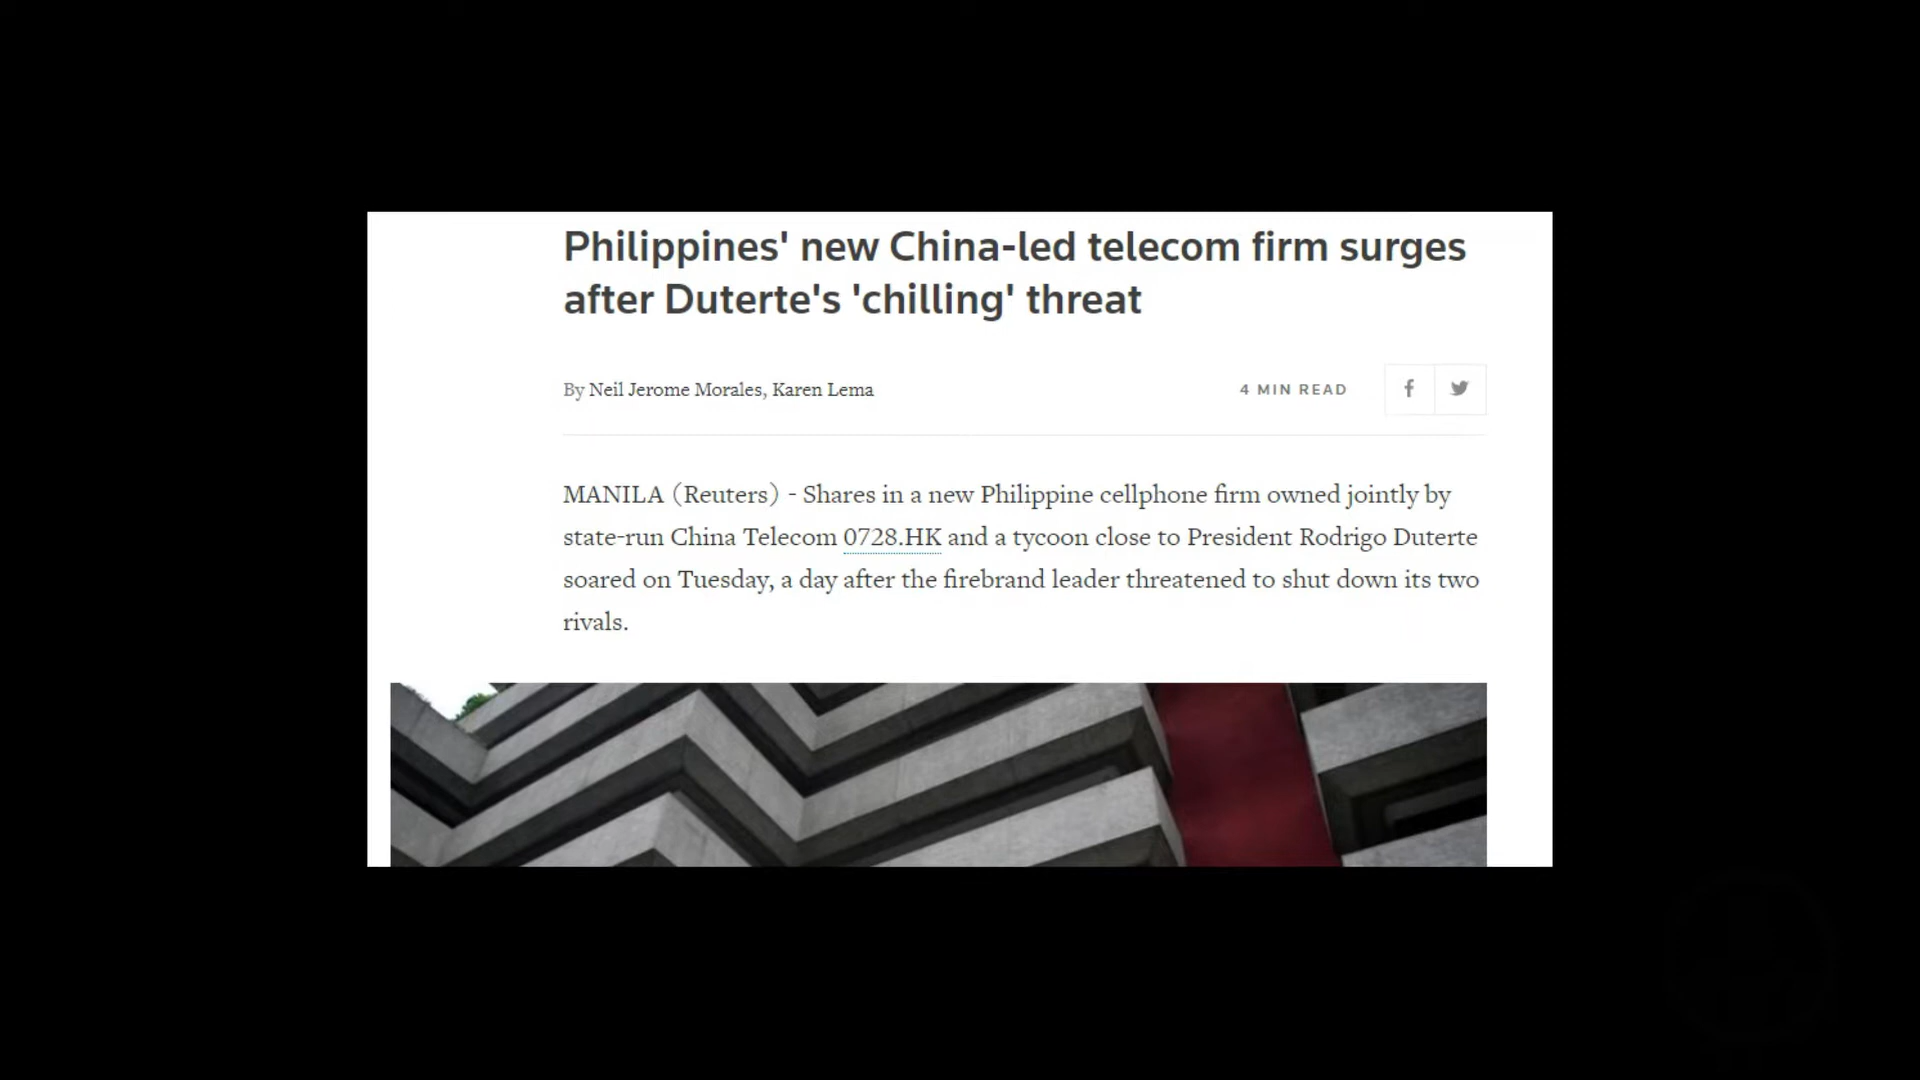 Philippines' new China-led telecom firm surges
after Duterte's 'chilling' threat
By Neil Jerome Morales, Karen Lema
4 MIN READ
MANILA (Reuters) - Shares in a new Philippine cellphone firm owned jointly by
state-run China Telecom 0728.HK and a tycoon close to President Rodrigo Duterte
soared on Tuesday, a day after the firebrand leader threatened to shut down its two
rivals.